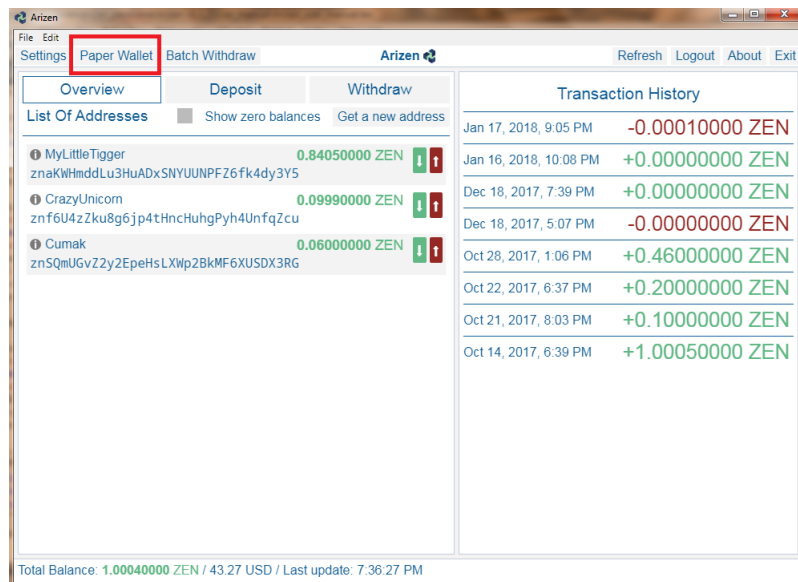 Arizen
File Edit
Settings Paper Wallet Batch Withdraw Arizen Refresh Logout About Exit
Overview Deposit Withdraw
List Of Addresses Show zero balances Get a new address
MyLittleTigger 0.84050000 ZEN
znaKWHmddLu3HuADxSNYUUNPFZ6fk4dy3Y5
CrazyUnicorn 0.09990000 ZEN
znf6U4zZku8g6jp4tHncHuhgPyh4UnfqZcu
Cumak 0.06000000 ZEN
znSQmUGvZ2y2EpeHsLXWp2BkMF6XUSDX3RG
Transaction History
Jan 17, 2018, 9:05 PM -0.00010000 ZEN
Jan 16, 2018, 10:08 PM +0.00000000 ZEN
Dec 18, 2017, 7:39 PM +0.00000000 ZEN
Dec 18, 2017, 5:07 PM -0.00000000 ZEN
Oct 28, 2017, 1:06 PM +0.46000000 ZEN
Oct 22, 2017, 6:37 PM +0.20000000 ZEN
Oct 21, 2017, 8:03 PM +0.10000000 ZEN
Oct 14, 2017, 6:39 PM +1.00050000 ZEN
Total Balance: 1.00040000 ZEN / 43.27 USD / Last update: 7:36:27 PM